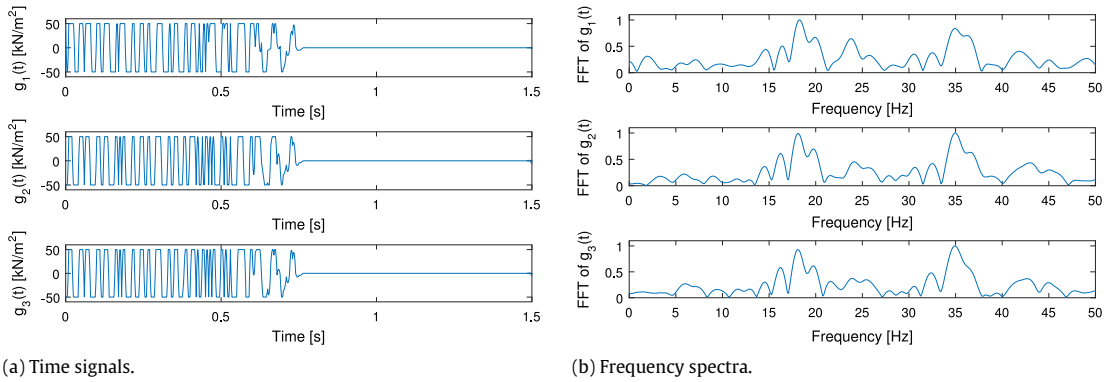 g₁(t) [kN/m²]
50
0
-50
0 0.5 1 1.5
Time [s]
g₂(t) [kN/m²]
50
0
-50
0 0.5 1 1.5
Time [s]
g₃(t) [kN/m²]
50
0
-50
0 0.5 1 1.5
Time [s]
(a) Time signals.
FFT of g₁(t)
1
0.5
0
0 5 10 15 20 25 30 35 40 45 50
Frequency [Hz]
FFT of g₂(t)
1
0.5
0
0 5 10 15 20 25 30 35 40 45 50
Frequency [Hz]
FFT of g₃(t)
1
0.5
0
0 5 10 15 20 25 30 35 40 45 50
Frequency [Hz]
(b) Frequency spectra.